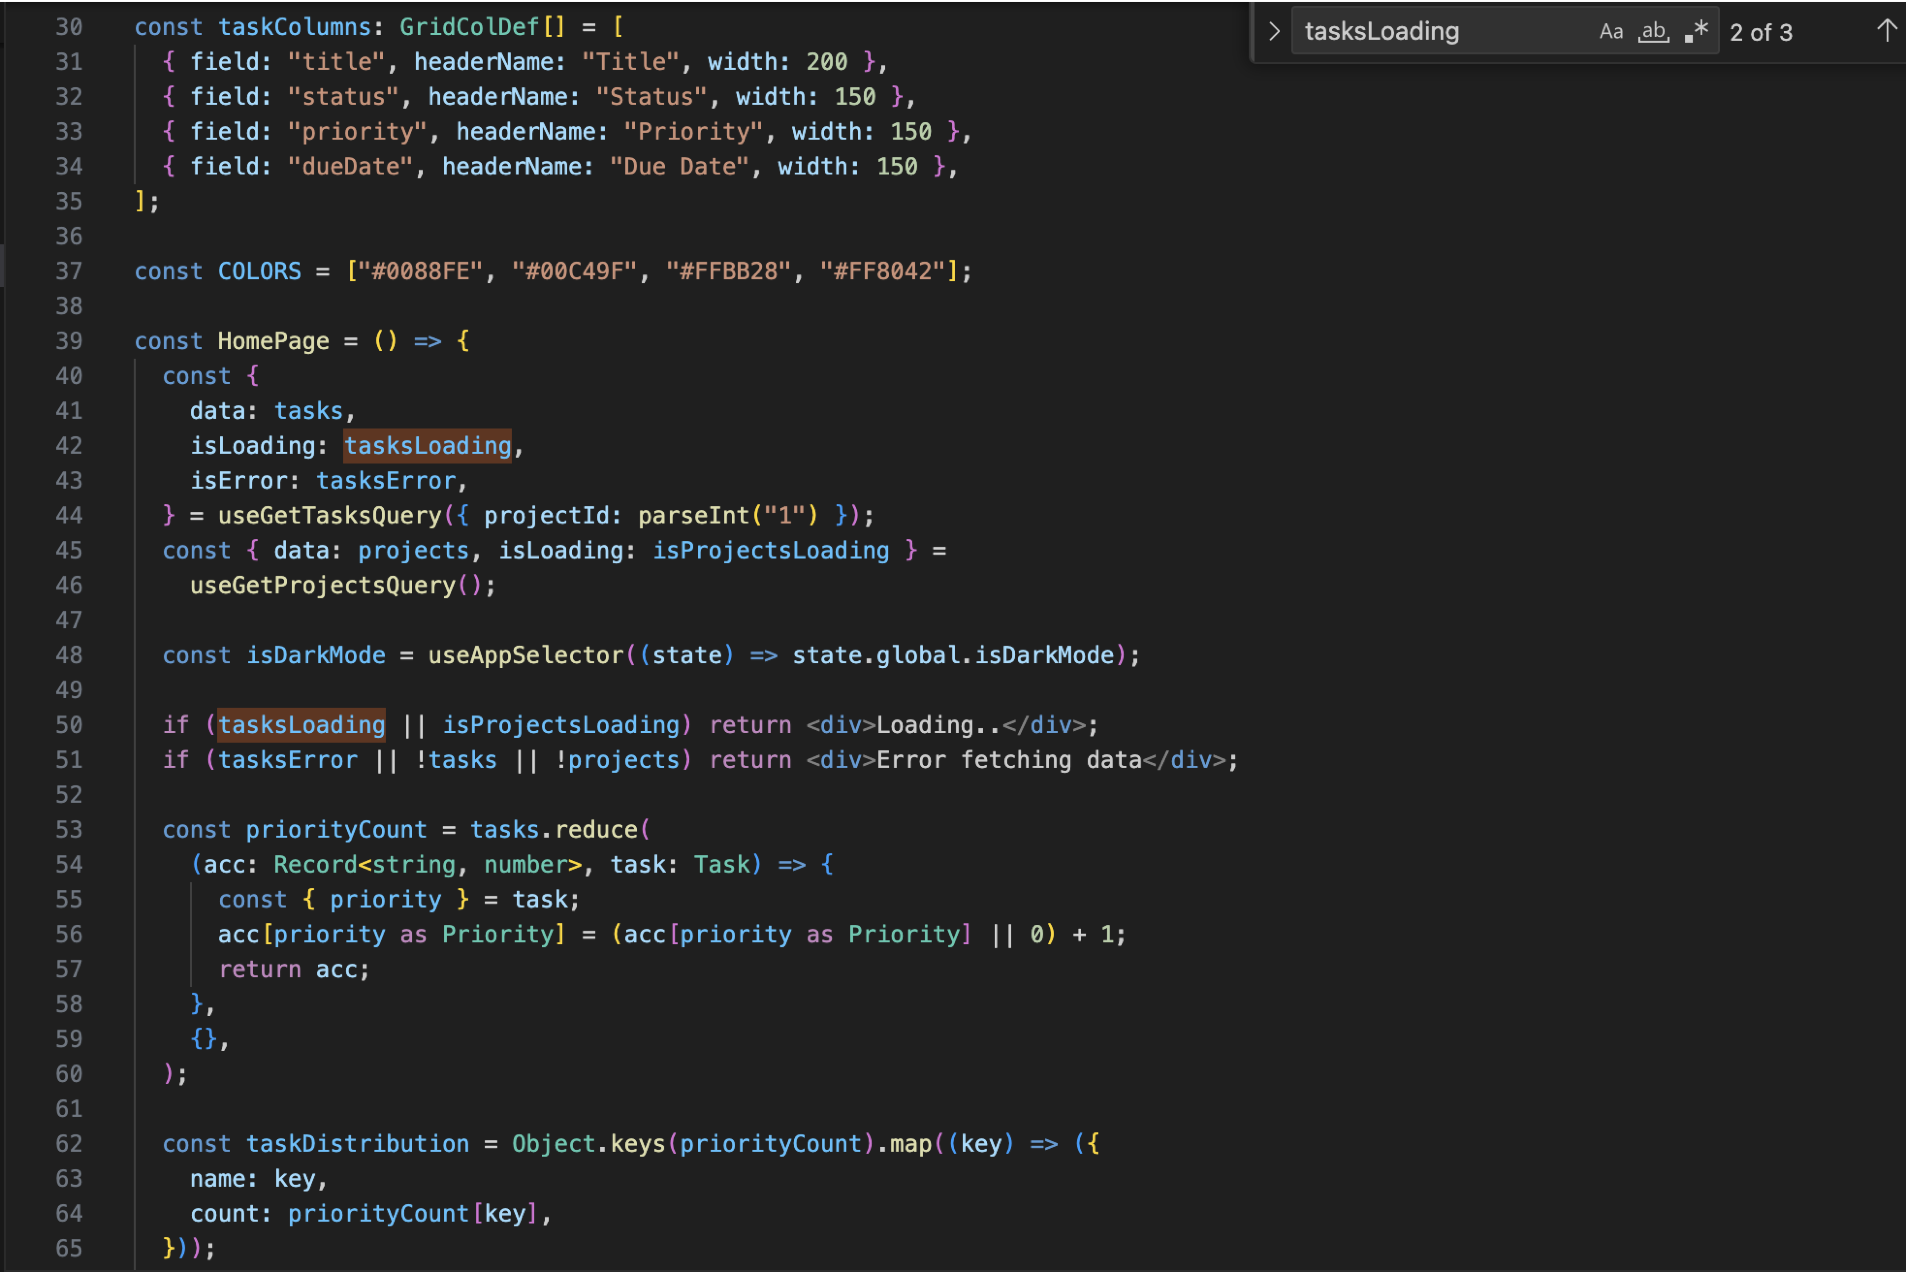 tasksLoading Aa ab .* 2 of 3 ↑
30 const taskColumns: GridColDef[] = [
31 { field: "title", headerName: "Title", width: 200 },
32 { field: "status", headerName: "Status", width: 150 },
33 { field: "priority", headerName: "Priority", width: 150 },
34 { field: "dueDate", headerName: "Due Date", width: 150 },
35 ];
36
37 const COLORS = ["#0088FE", "#00C49F", "#FFBB28", "#FF8042"];
38
39 const HomePage = () => {
40 const {
41 data: tasks,
42 isLoading: tasksLoading,
43 isError: tasksError,
44 } = useGetTasksQuery({ projectId: parseInt("1") });
45 const { data: projects, isLoading: isProjectsLoading } =
46 useGetProjectsQuery();
47
48 const isDarkMode = useAppSelector((state) => state.global.isDarkMode);
49
50 if (tasksLoading || isProjectsLoading) return <div>Loading..</div>;
51 if (tasksError || !tasks || !projects) return <div>Error fetching data</div>;
52
53 const priorityCount = tasks.reduce(
54 (acc: Record<string, number>, task: Task) => {
55 const { priority } = task;
56 acc[priority as Priority] = (acc[priority as Priority] || 0) + 1;
57 return acc;
58 },
59 {},
60 );
61
62 const taskDistribution = Object.keys(priorityCount).map((key) => ({
63 name: key,
64 count: priorityCount[key],
65 }));